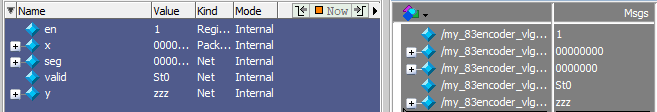 Name Value Kind Mode Now
en 1 Regi... Internal
x 0000... Pack... Internal
seg 0000... Net Internal
valid St0 Net Internal
y zzz Net Internal
Msgs
/my_83encoder_vlg... 1
/my_83encoder_vlg... 00000000
/my_83encoder_vlg... 0000000
/my_83encoder_vlg... St0
/my_83encoder_vlg... zzz